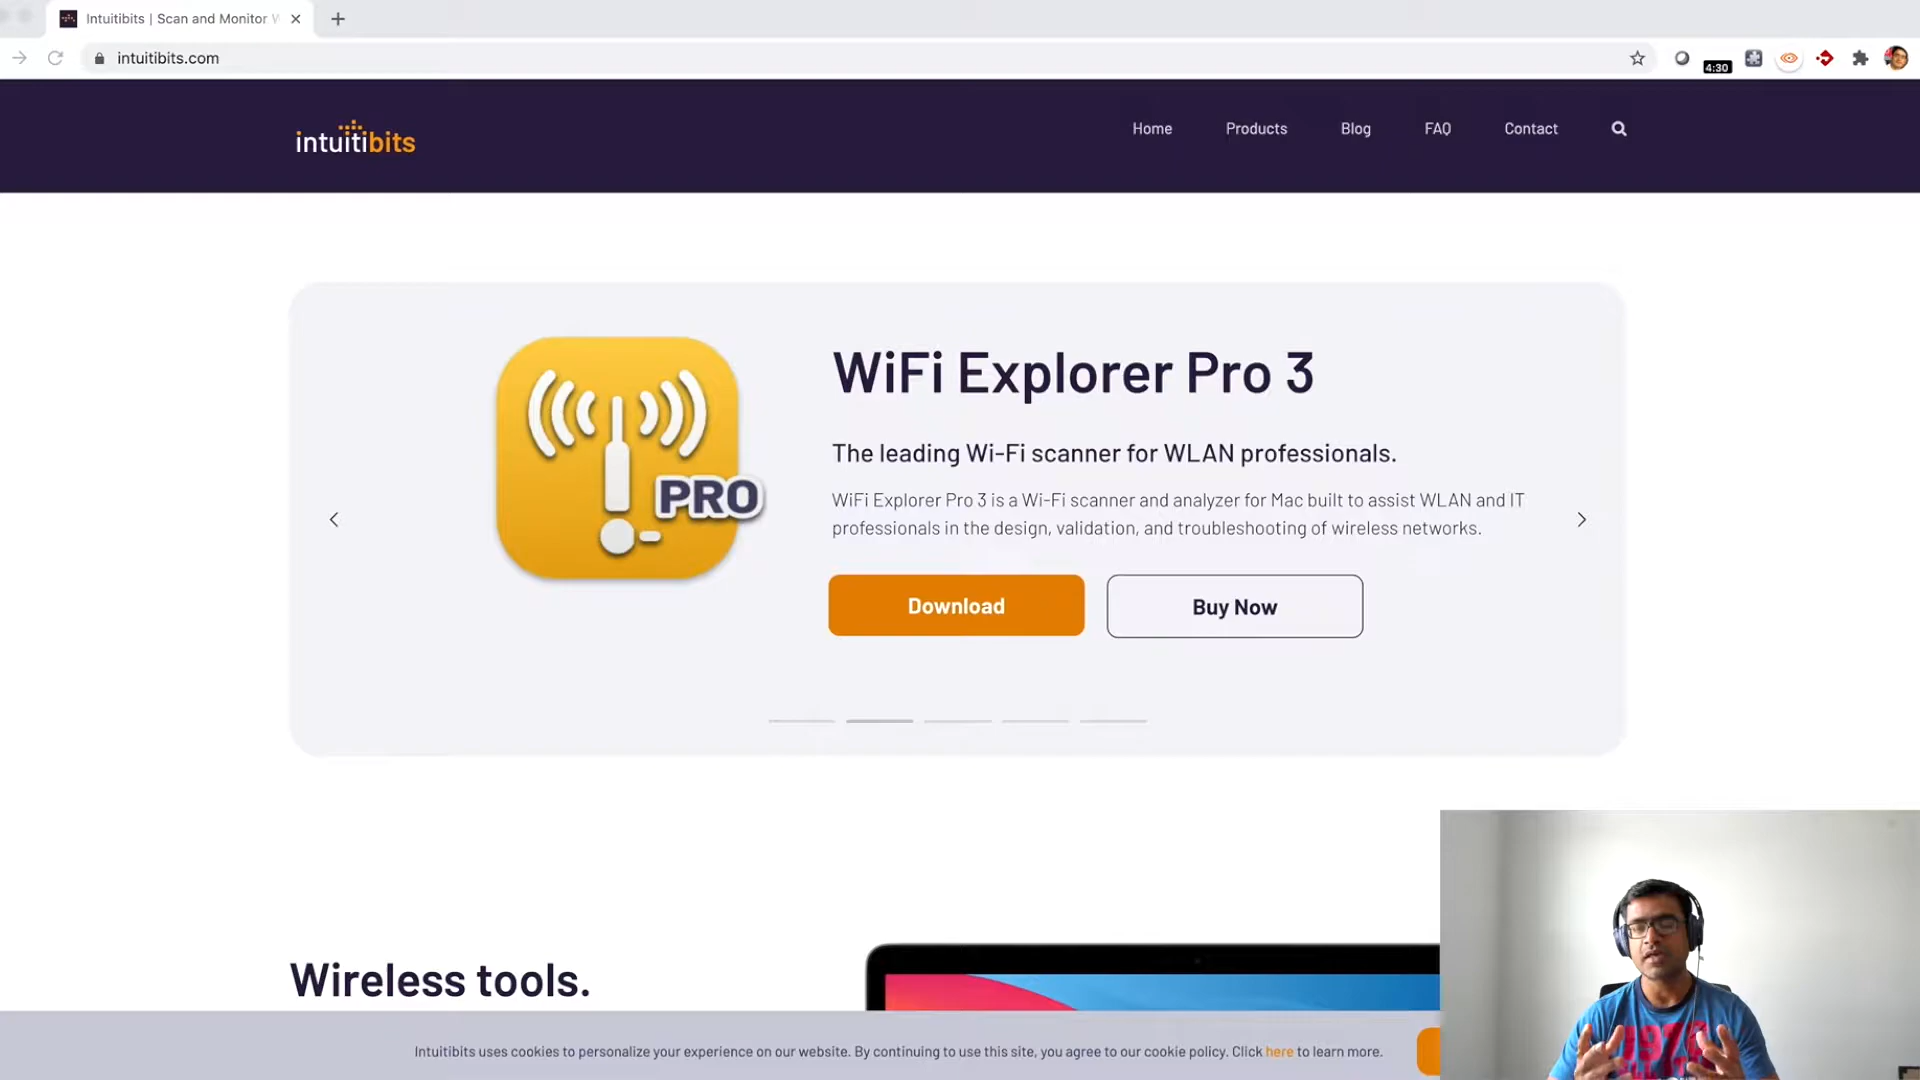 Intuitibits | Scan and Monitor W
intuitibits.com
4:30
intuitibits
Home
Products
Blog
FAQ
Contact
PRO
WiFi Explorer Pro 3
The leading Wi-Fi scanner for WLAN professionals.
WiFi Explorer Pro 3 is a Wi-Fi scanner and analyzer for Mac built to assist WLAN and IT
professionals in the design, validation, and troubleshooting of wireless networks.
Download
Buy Now
Wireless tools.
Intuitibits uses cookies to personalize your experience on our website. By continuing to use this site, you agree to our cookie policy. Click here to learn more.